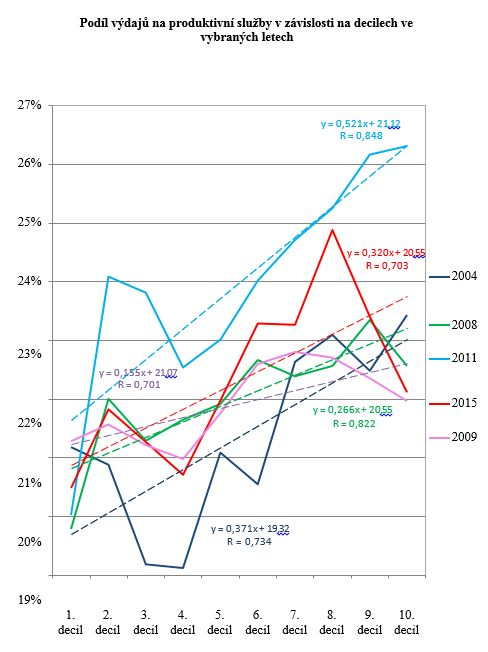 Podíl výdajů na produktivní služby v závislosti na decilech ve
vybraných letech
27%
26%
25%
24%
23%
22%
21%
20%
19%
y = 0,521x + 21,12
R = 0,848
y = 0,320x + 20,55
R = 0,703
y = 0,155x + 21,07
R = 0,701
y = 0,266x + 20,55
R = 0,822
y = 0,371x + 19,32
R = 0,734
2004
2008
2011
2015
2009
1. decil
2. decil
3. decil
4. decil
5. decil
6. decil
7. decil
8. decil
9. decil
10. decil